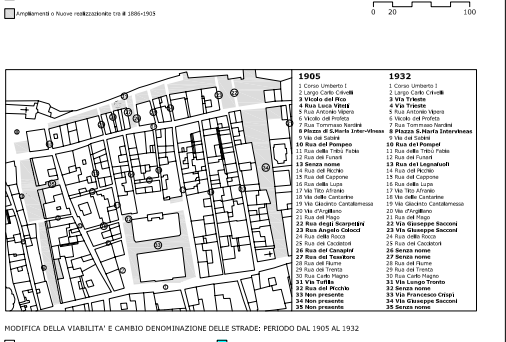 Ampliamenti o Nuove realizzazionite tra il 1886÷1905
0 20 100
1905
1 Corso Umberto I
2 Largo Carlo Crivelli
3 Vicolo del Fico
4 Rua Luca Vitelli
5 Rua Antonio Vipera
6 Vicolo del Profeta
7 Rua Tommaso Nardini
8 Piazza di S.Maria Inter-Vineas
9 Via dei Sabini
10 Rua del Pompeo
11 Rua della Tribù Fabia
12 Rua dei Funari
13 Senza nome
14 Rua del Picchio
15 Rua del Cappone
16 Rua della Lupa
17 Via Tito Afranio
18 Via delle Cantarine
19 Via Giacinto Cantalamessa
20 Via d'Argillano
21 Rua del Mago
22 Rua degli Scarpellini
23 Rua Angelo Colocci
24 Rua della Rocca
25 Rua dei Cacciatori
26 Rua dei Canapini
27 Rua del Tessitore
28 Rua del Fiume
29 Rua dei Trenta
30 Rua Carlo Magno
31 Via Tufilla
32 Rua del Picchio
33 Non presente
34 Non presente
35 Non presente
1932
1 Corso Umberto I
2 Largo Carlo Crivelli
3 Via Trieste
4 Via Trieste
5 Rua Antonio Vipera
6 Vicolo del Profeta
7 Rua Tommaso Nardini
8 Piazza S.Maria Intervineas
9 Via dei Sabini
10 Rua del Pompei
11 Rua della Tribù Fabia
12 Rua dei Funari
13 Rua dei Legnaiuoli
14 Rua del Picchio
15 Rua del Cappone
16 Rua della Lupa
17 Via Tito Afranio
18 Via delle Cantarine
19 Via Giacinto Cantalamessa
20 Via d'Argillano
21 Rua del Mago
22 Via Giuseppe Sacconi
23 Via Giuseppe Sacconi
24 Rua della Rocca
25 Rua dei Cacciatori
26 Senza nome
27 Senza nome
28 Rua del Fiume
29 Rua dei Trenta
30 Rua Carlo Magno
31 Via Lungo Tronto
32 Senza nome
33 Via Francesco Crispi
34 Via Giuseppe Sacconi
35 Senza nome
MODIFICA DELLA VIABILITA' E CAMBIO DENOMINAZIONE DELLE STRADE: PERIODO DAL 1905 AL 1932